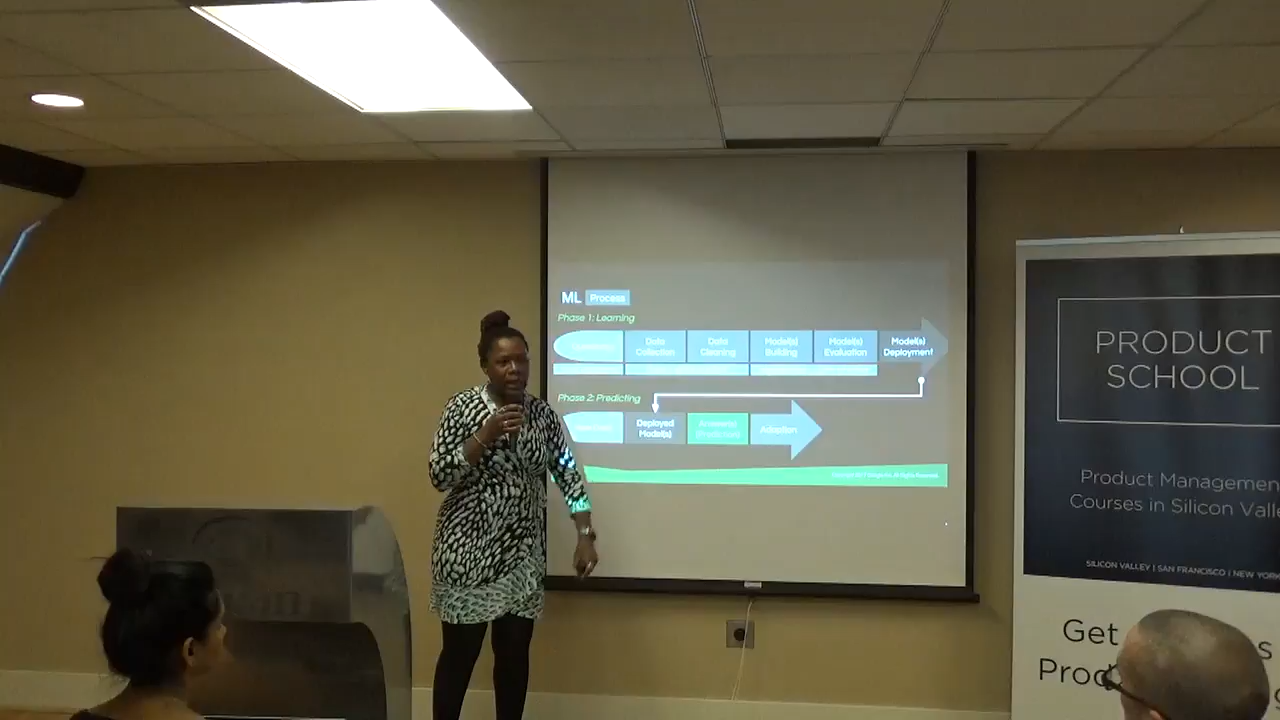 ML Process
Phase 1: Learning
Data Collection
Data Cleaning
Model(s) Building
Model(s) Evaluation
Model(s) Deployment
Phase 2: Predicting
Deployed Model(s)
Adoption
PRODUCT
SCHOOL
Product Managemen
Courses in Silicon Valle
SILICON VALLEY | SAN FRANCISCO | NEW YORK
Get
Prod